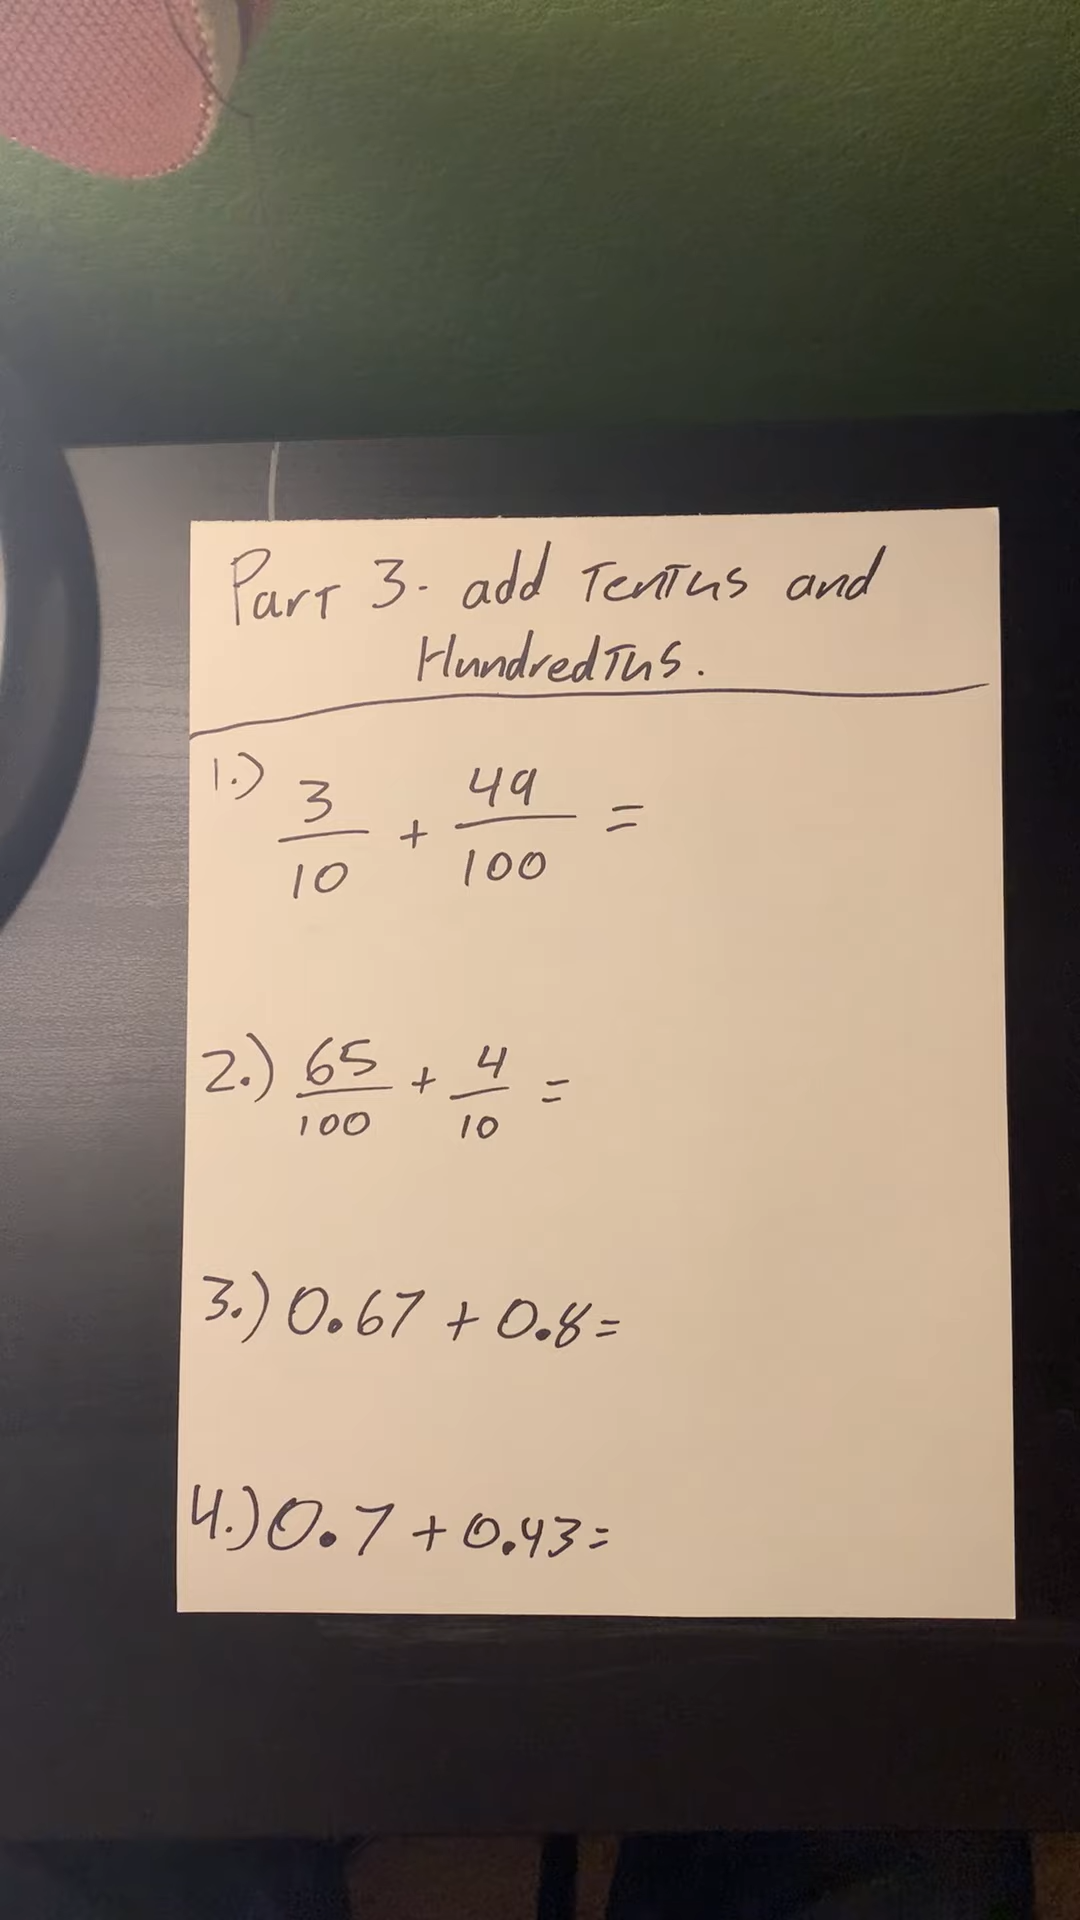 Part 3. add Tenths and
Hundredths.
1.) 3/10 + 49/100 =
2.) 65/100 + 4/10 =
3.) 0.67 + 0.8 =
4.) 0.7 + 0.43 =